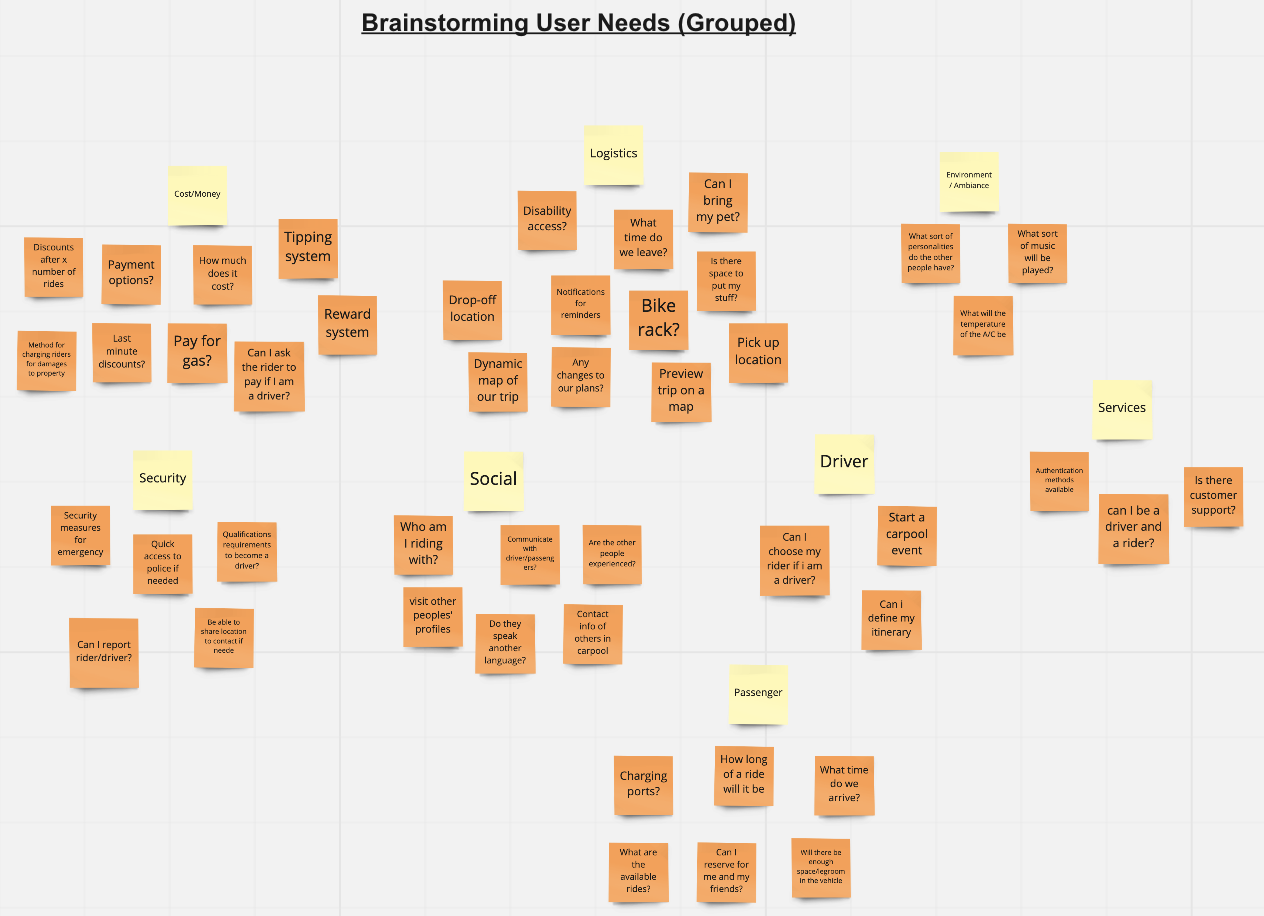 Brainstorming User Needs (Grouped)
Cost/Money
Discounts
after x
number of
rides
Payment
options?
How much
does it
cost?
Tipping
system
Reward
system
Method for
charging riders
for damages
to property
Last
minute
discounts?
Pay for
gas?
Can I ask
the rider to
pay if I am
a driver?
Logistics
Disability
access?
What
time do
we leave?
Can I
bring
my pet?
Is there
space to
put my
stuff?
Drop-off
location
Notifications
for
reminders
Bike
rack?
Pick up
location
Dynamic
map of
our trip
Any
changes to
our plans?
Preview
trip on a
map
Environment
/ Ambiance
What sort of
personalities
do the other
people have?
What sort
of music
will be
played?
What will the
temperature
of the A/C be
Services
Authentication
methods
available
can I be a
driver and
a rider?
Is there
customer
support?
Security
Security
measures
for
emergency
Quick
access to
police if
needed
Qualifications
requirements
to become a
driver?
Can I report
rider/driver?
Be able to
share location
to contact if
neede
Social
Who am
I riding
with?
Communicate
with
driver/passeng
ers?
Are the other
people
experienced?
visit other
peoples'
profiles
Do they
speak
another
language?
Contact
info of
others in
carpool
Driver
Can I
choose my
rider if i am
a driver?
Start a
carpool
event
Can I
define my
itinerary
Passenger
Charging
ports?
How long
of a ride
will it be
What time
do we
arrive?
What are
the
available
rides?
Can I
reserve for
me and my
friends?
Will there be
enough
space/legroom
in the vehicle